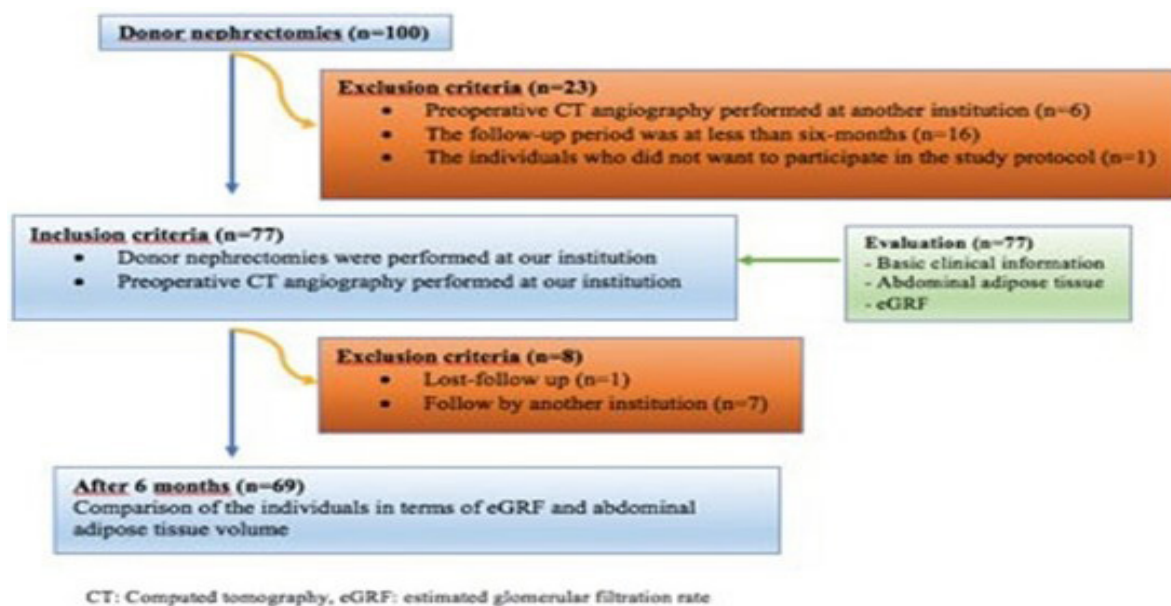 Donor nephrectomies (n=100)
Exclusion criteria (n=23)
• Preoperative CT angiography performed at another institution (n=6)
• The follow-up period was at less than six-months (n=16)
• The individuals who did not want to participate in the study protocol (n=1)
Inclusion criteria (n=77)
• Donor nephrectomies were performed at our institution
• Preoperative CT angiography performed at our institution
Evaluation (n=77)
- Basic clinical information
- Abdominal adipose tissue
- eGRF
Exclusion criteria (n=8)
• Lost-follow up (n=1)
• Follow by another institution (n=7)
After 6 months (n=69)
Comparison of the individuals in terms of eGRF and abdominal
adipose tissue volume
CT: Computed tomography, eGRF: estimated glomerular filtration rate